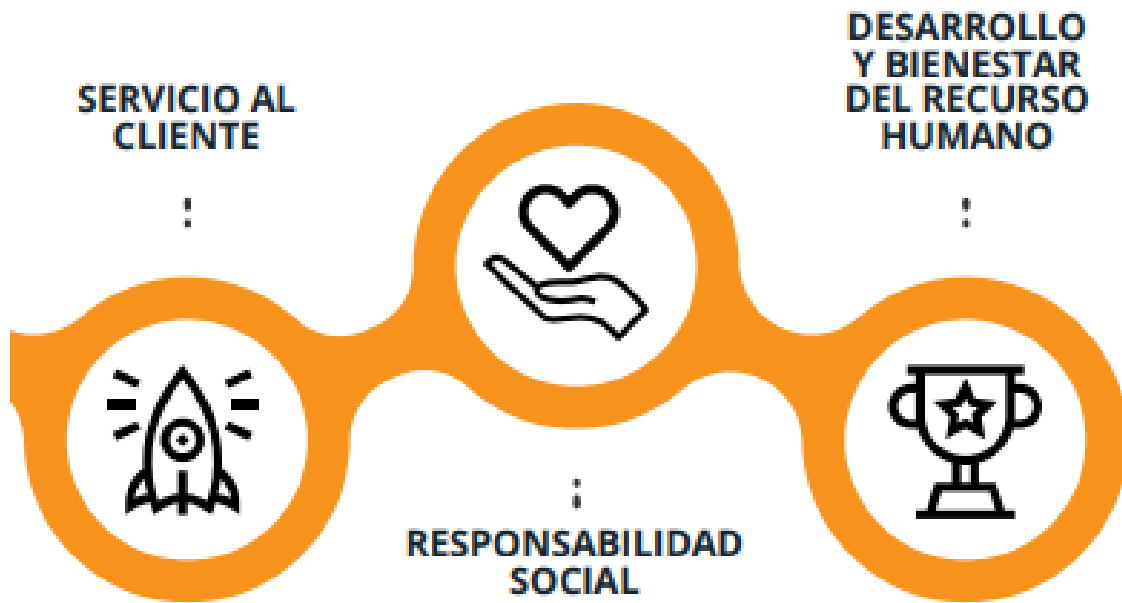 SERVICIO AL
CLIENTE
RESPONSABILIDAD
SOCIAL
DESARROLLO
Y BIENESTAR
DEL RECURSO
HUMANO